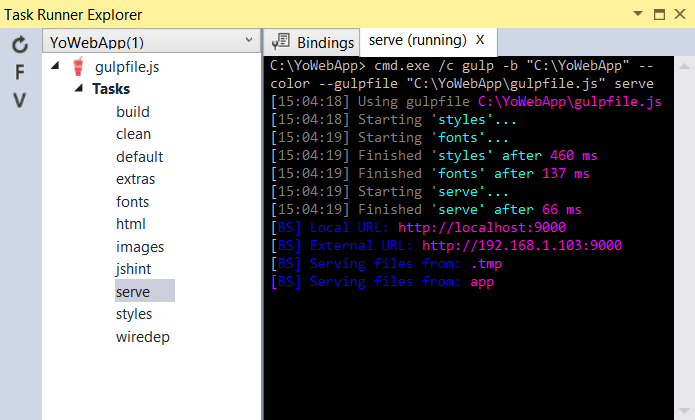 Task Runner Explorer
YoWebApp(1)
F
V
gulpfile.js
Tasks
build
clean
default
extras
fonts
html
images
jshint
serve
styles
wiredep
Bindings
serve (running) X
C:\YoWebApp> cmd.exe /c gulp -b "C:\YoWebApp" --
color --gulpfile "C:\YoWebApp\gulpfile.js" serve
[15:04:18] Using gulpfile C:\YoWebApp\gulpfile.js
[15:04:18] Starting 'styles'...
[15:04:19] Starting 'fonts'...
[15:04:19] Finished 'styles' after 460 ms
[15:04:19] Finished 'fonts' after 137 ms
[15:04:19] Starting 'serve'...
[15:04:19] Finished 'serve' after 66 ms
[BS] Local URL: http://localhost:9000
[BS] External URL: http://192.168.1.103:9000
[BS] Serving files from: .tmp
[BS] Serving files from: app